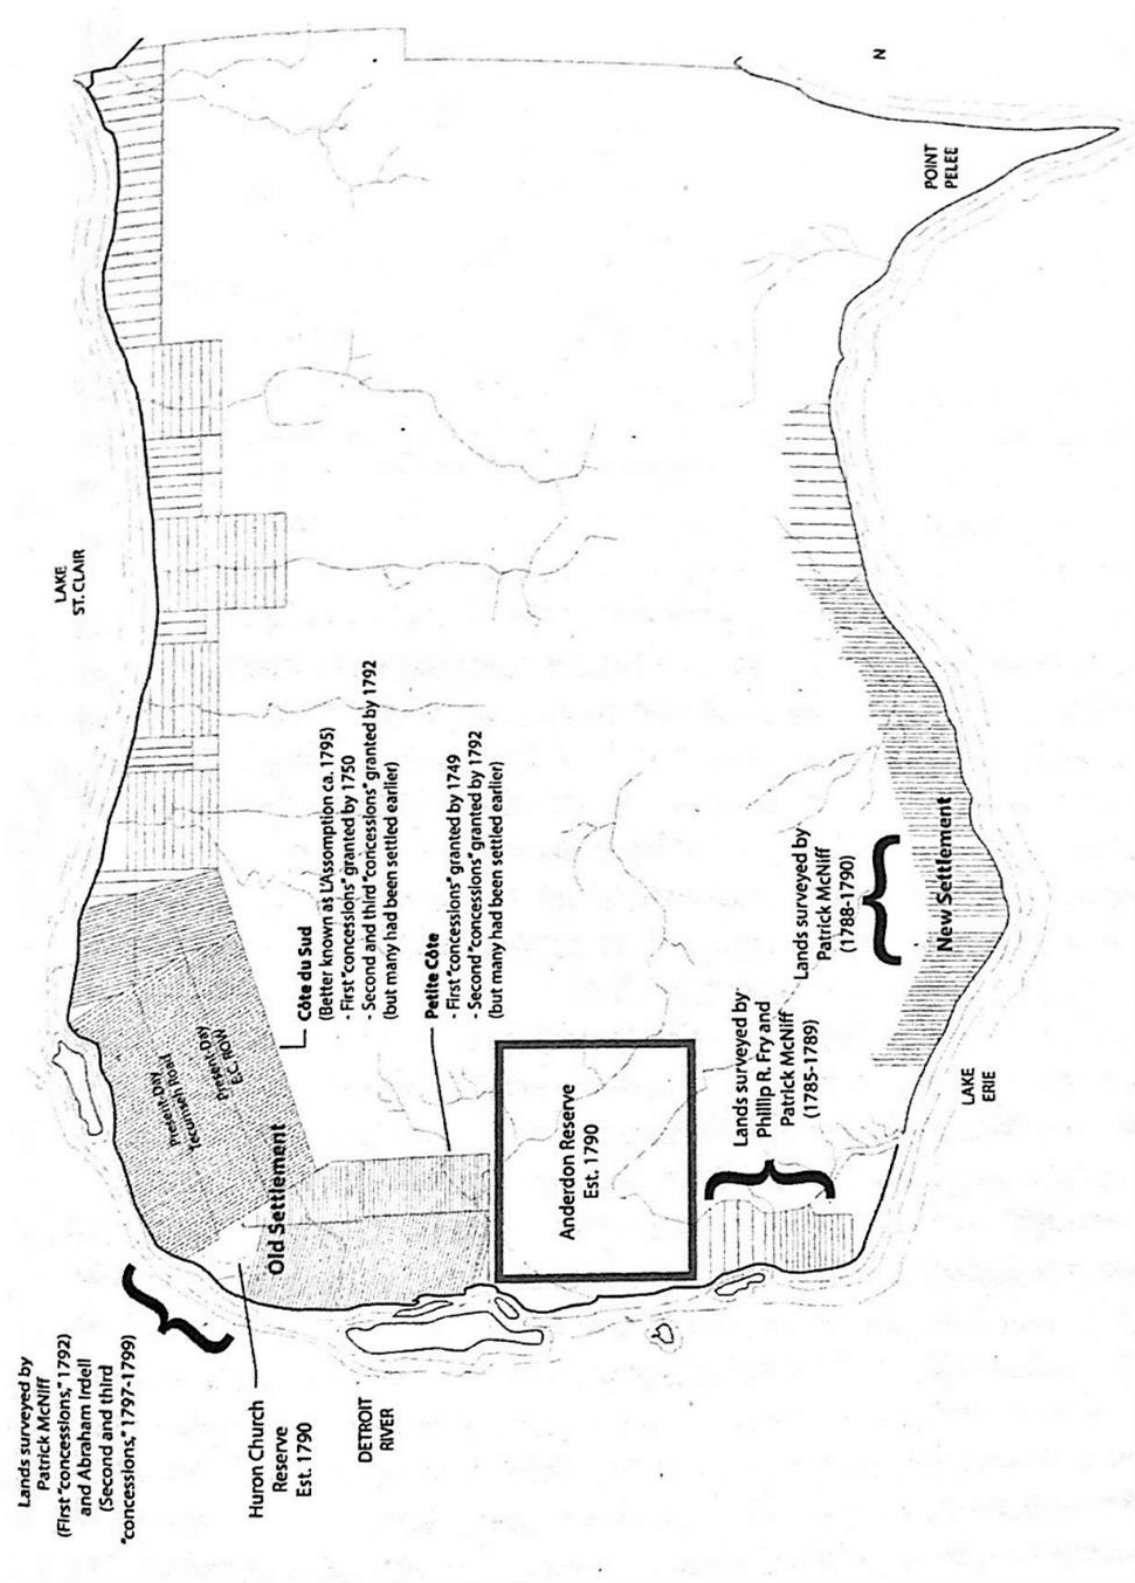 Lands surveyed by
Patrick McNiff
(First "concessions," 1792)
and Abraham Irdell
(Second and third
"concessions," 1797-1799)
Huron Church
Reserve
Est. 1790
DETROIT
RIVER
LAKE
ST. CLAIR
Present-Day
Tecumseh Road
Present-Day
E.C. ROW
Old Settlement
Côte du Sud
(Better known as L'Assomption ca. 1795)
- First "concessions" granted by 1750
- Second and third "concessions" granted by 1792
(but many had been settled earlier)
Petite Côte
- First "concessions" granted by 1749
- Second "concessions" granted by 1792
(but many had been settled earlier)
Anderdon Reserve
Est. 1790
Lands surveyed by
Phillip R. Fry and
Patrick McNiff
(1785-1789)
Lands surveyed by
Patrick McNiff
(1788-1790)
New Settlement
LAKE
ERIE
POINT
PELEE
N